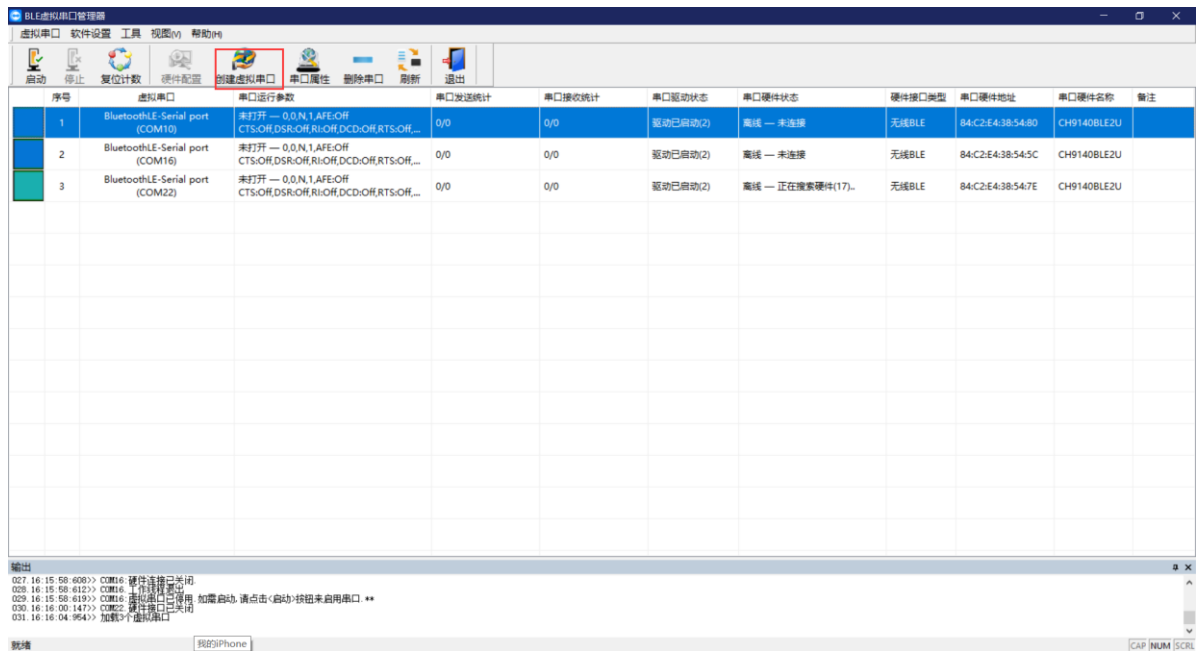 BLE虚拟串口管理器
虚拟串口 软件设置 工具 视图(V) 帮助(H)
启动 停止 复位计数 硬件配置 创建虚拟串口 串口属性 删除串口 刷新 退出
序号 虚拟串口 串口运行参数 串口发送统计 串口接收统计 串口驱动状态 串口硬件状态 硬件接口类型 串口硬件地址 串口硬件名称 备注
1 BluetoothLE-Serial port (COM10) 未打开 — 0,0,N,1,AFE:Off CTS:Off,DSR:Off,RI:Off,DCD:Off,RTS:Off,... 0/0 0/0 驱动已启动(2) 离线 — 未连接 无线BLE 84:C2:E4:38:54:80 CH9140BLE2U
2 BluetoothLE-Serial port (COM16) 未打开 — 0,0,N,1,AFE:Off CTS:Off,DSR:Off,RI:Off,DCD:Off,RTS:Off,... 0/0 0/0 驱动已启动(2) 离线 — 未连接 无线BLE 84:C2:E4:38:54:5C CH9140BLE2U
3 BluetoothLE-Serial port (COM22) 未打开 — 0,0,N,1,AFE:Off CTS:Off,DSR:Off,RI:Off,DCD:Off,RTS:Off,... 0/0 0/0 驱动已启动(2) 离线 — 正在搜索硬件(17).. 无线BLE 84:C2:E4:38:54:7E CH9140BLE2U
输出
027.16:15:58:608>> COM16:硬件连接已关闭.
028.16:15:58:612>> COM16.工作线程退出
029.16:15:58:619>> COM16:虚拟串口已停用 如需启动,请点击<启动>按钮来启用串口.**
030.16:16:00:147>> COM22.硬件接口已关闭
031.16:16:04:954>> 加载3个虚拟串口
就绪 我的iPhone CAP NUM SCRL